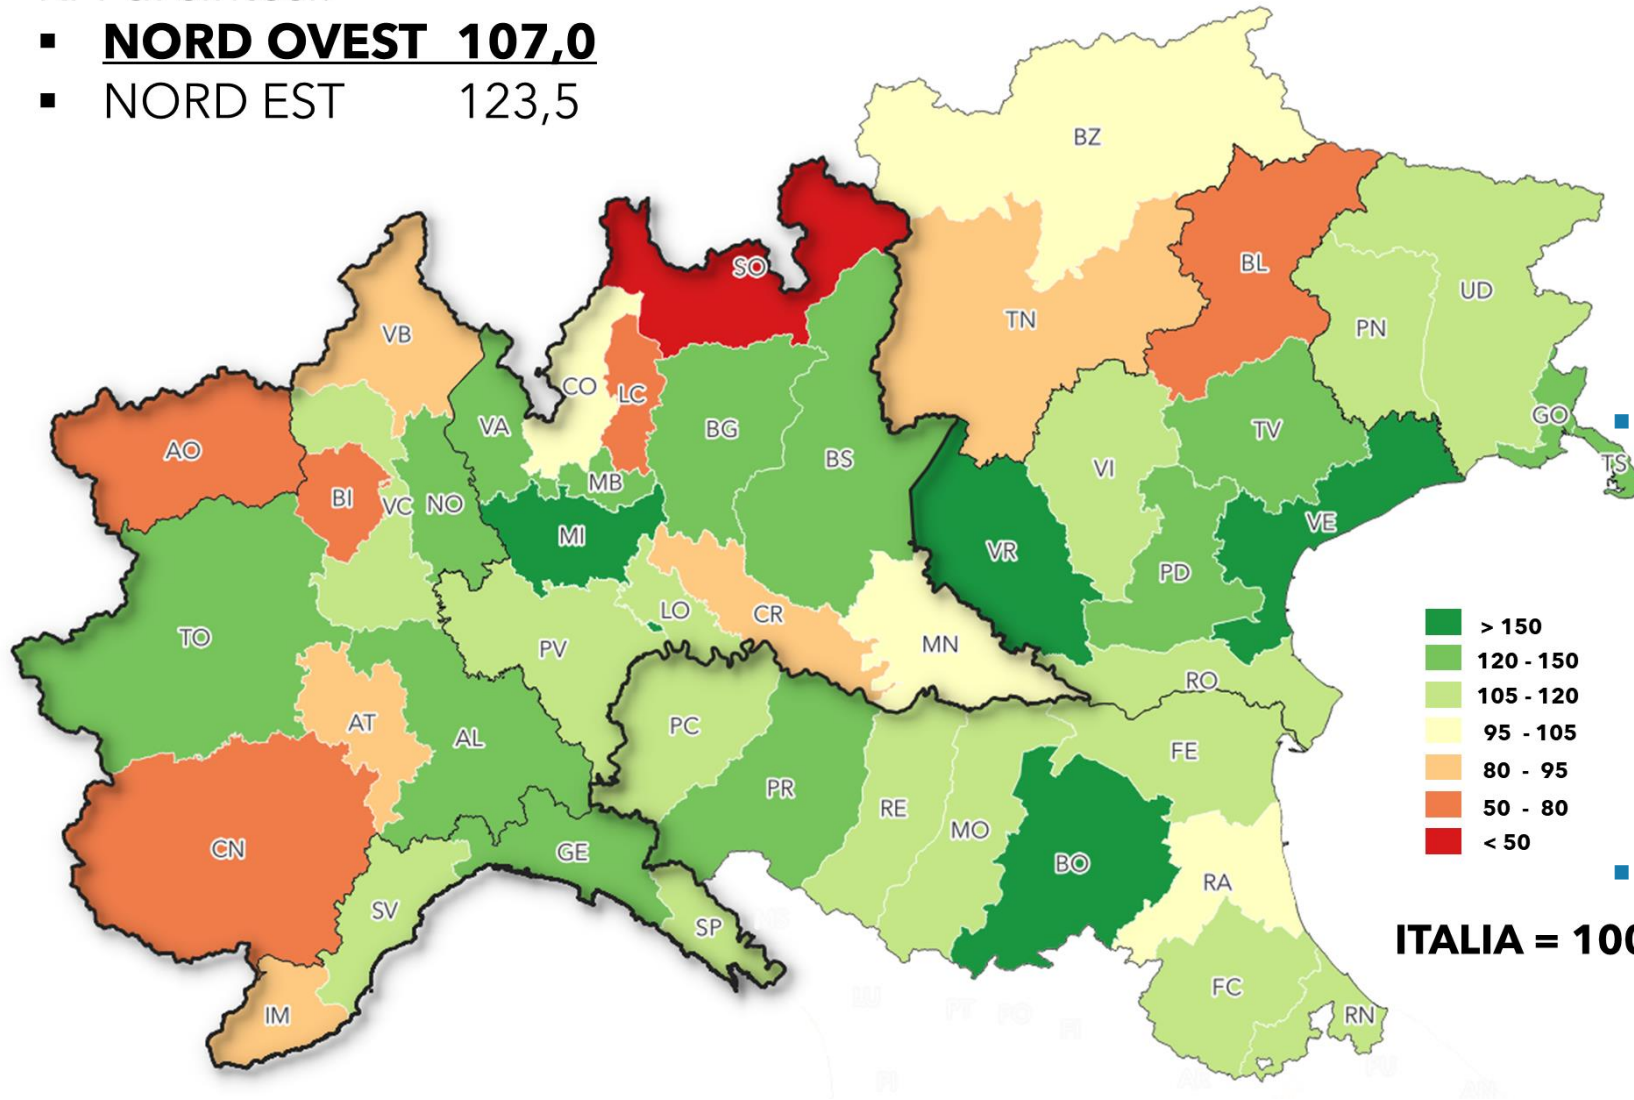 ▪ NORD OVEST 107,0
▪ NORD EST 123,5
BZ
SO
BL
UD
VB
TN
PN
CO
LC
VA
BG
TV
GO
AO
BS
VI
TS
MB
BI
VC
NO
MI
VR
VE
PD
LO
CR
TO
PV
MN
RO
AT
AL
PC
FE
PR
RE
MO
CN
GE
BO
RA
SV
SP
FC
IM
RN
> 150
120 - 150
105 - 120
95 - 105
80 - 95
50 - 80
< 50
ITALIA = 100